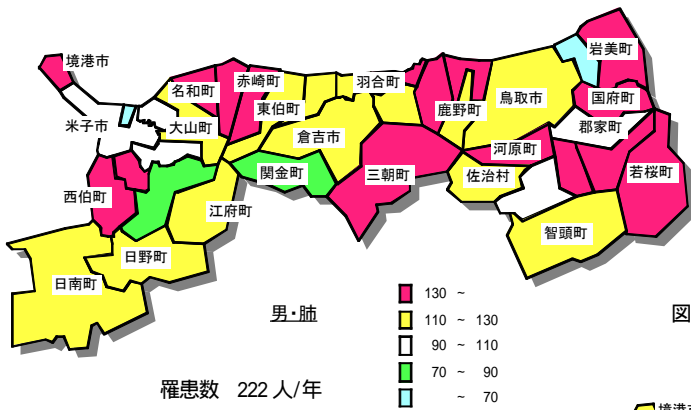 境港市
岩美町
名和町
赤崎町
羽合町
国府町
東伯町
鹿野町
鳥取市
米子市
大山町
倉吉市
郡家町
河原町
関金町
三朝町
佐治村
若桜町
西伯町
江府町
智頭町
日野町
日南町
男・肺
130 ~
110 ~ 130
90 ~ 110
70 ~ 90
~ 70
図
罹患数 222 人/年